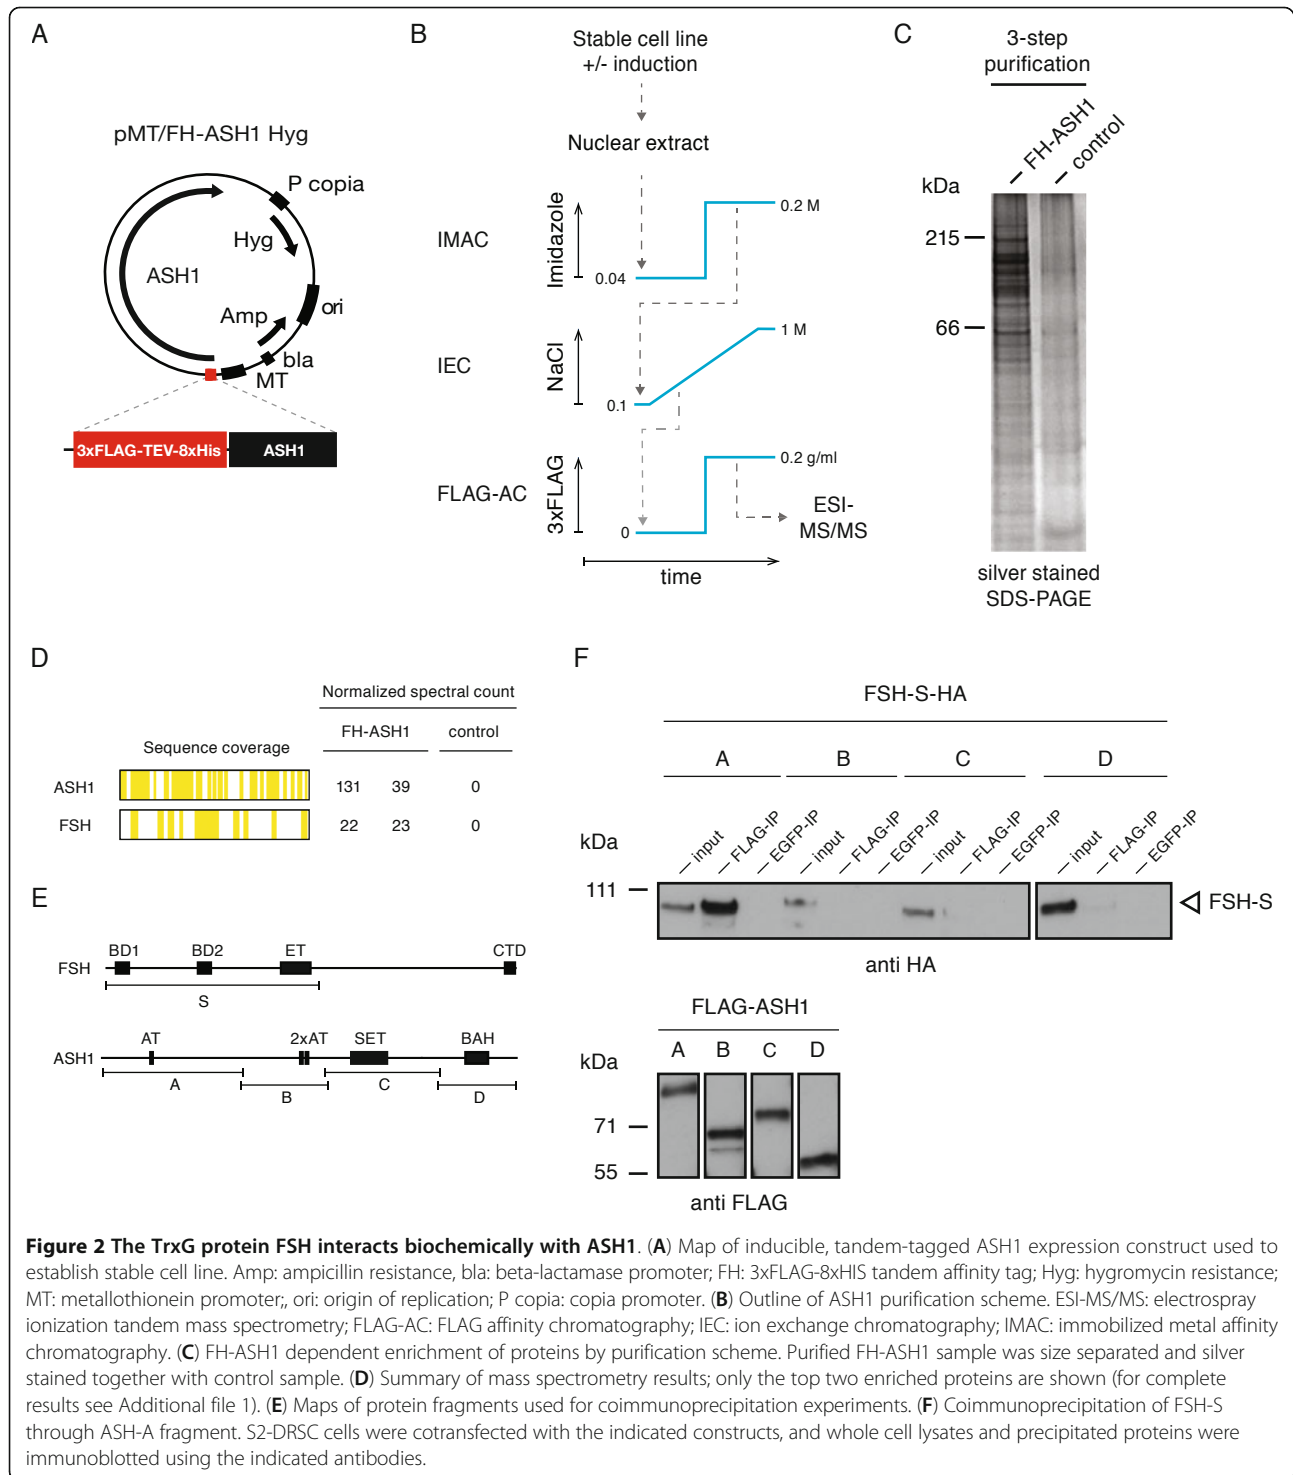 A
pMT/FH-ASH1 Hyg
P copia
Hyg
ASH1
ori
Amp
bla
MT
3xFLAG-TEV-8xHis ASH1
B
Stable cell line
+/- induction
Nuclear extract
IMAC
Imidazole
0.2 M
0.04
IEC
NaCl
1 M
0.1
FLAG-AC
3xFLAG
0.2 g/ml
0
ESI-
MS/MS
time
C
3-step
purification
FH-ASH1
control
kDa
215
66
silver stained
SDS-PAGE
D
Normalized spectral count
Sequence coverage
FH-ASH1 control
ASH1 131 39 0
FSH 22 23 0
E
BD1 BD2 ET CTD
FSH
S
AT 2xAT SET BAH
ASH1
A B C D
F
FSH-S-HA
A B C D
kDa
input FLAG-IP EGFP-IP input FLAG-IP EGFP-IP input FLAG-IP EGFP-IP input FLAG-IP EGFP-IP
111
FSH-S
anti HA
FLAG-ASH1
kDa
A B C D
71
55
anti FLAG
Figure 2 The TrxG protein FSH interacts biochemically with ASH1. (A) Map of inducible, tandem-tagged ASH1 expression construct used to
establish stable cell line. Amp: ampicillin resistance, bla: beta-lactamase promoter; FH: 3xFLAG-8xHIS tandem affinity tag; Hyg: hygromycin resistance;
MT: metallothionein promoter;, ori: origin of replication; P copia: copia promoter. (B) Outline of ASH1 purification scheme. ESI-MS/MS: electrospray
ionization tandem mass spectrometry; FLAG-AC: FLAG affinity chromatography; IEC: ion exchange chromatography; IMAC: immobilized metal affinity
chromatography. (C) FH-ASH1 dependent enrichment of proteins by purification scheme. Purified FH-ASH1 sample was size separated and silver
stained together with control sample. (D) Summary of mass spectrometry results; only the top two enriched proteins are shown (for complete
results see Additional file 1). (E) Maps of protein fragments used for coimmunoprecipitation experiments. (F) Coimmunoprecipitation of FSH-S
through ASH-A fragment. S2-DRSC cells were cotransfected with the indicated constructs, and whole cell lysates and precipitated proteins were
immunoblotted using the indicated antibodies.